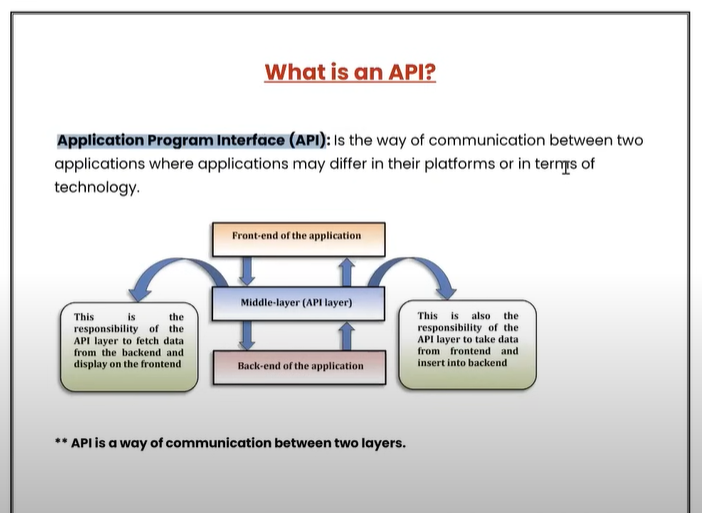 What is an API?
Application Program Interface (API): Is the way of communication between two
applications where applications may differ in their platforms or in terms of
technology.
Front-end of the application
Middle-layer (API layer)
Back-end of the application
This is the
responsibility of the
API layer to fetch data
from the backend and
display on the frontend
This is also the
responsibility of the
API layer to take data
from frontend and
insert into backend
** API is a way of communication between two layers.